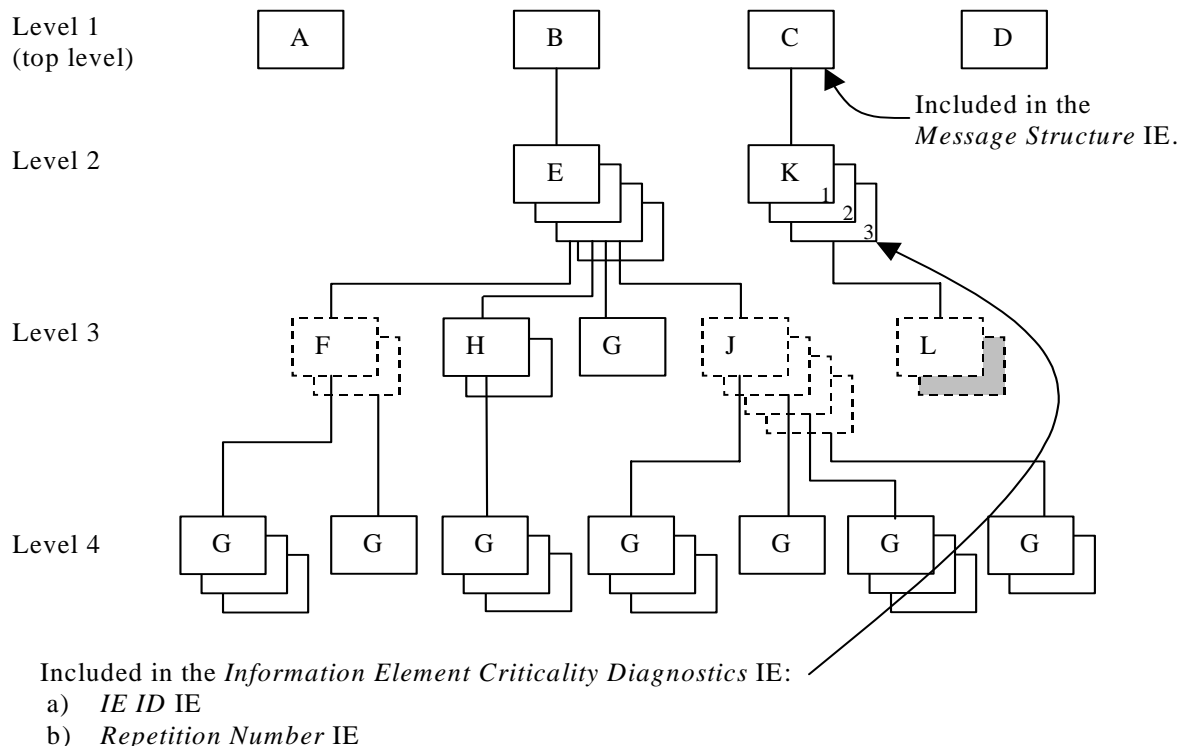 Level 1
(top level)
A
B
C
D
Included in the
Message Structure IE.
Level 2
E
K
1
2
3
Level 3
F
H
G
J
L
Level 4
G
G
G
G
G
G
G
Included in the Information Element Criticality Diagnostics IE:
a) IE ID IE
b) Repetition Number IE